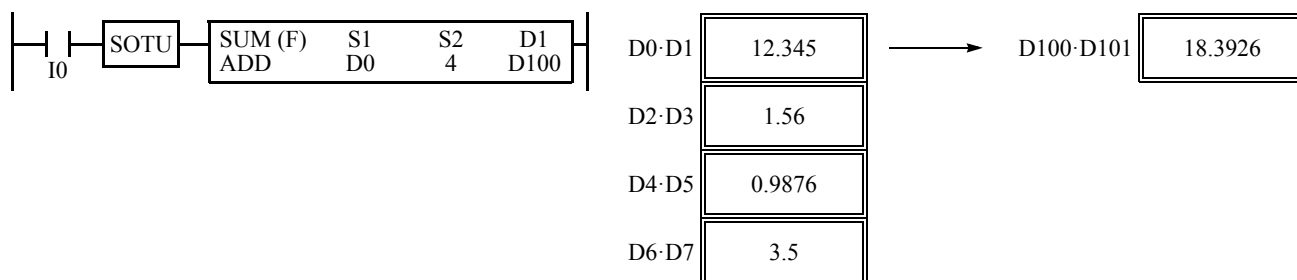 SOTU
SUM (F) S1 S2 D1
ADD D0 4 D100
I0
D0·D1 12.345 D100·D101 18.3926
D2·D3 1.56
D4·D5 0.9876
D6·D7 3.5